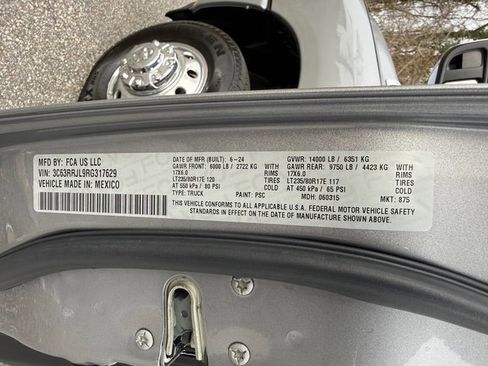 MFD BY: FCA US LLC
VIN: 3C63RRJL9RG317629
VEHICLE MADE IN: MEXICO
DATE OF MFR (BUILT): 6-24
GAWR FRONT: 6000 LB / 2722 KG
17X6.0 RIMS
LT235/80R17E 120 TIRES
AT 550 kPa / 80 PSI
TYPE: TRUCK PAINT: PSC
GVWR: 14000 LB / 6351 KG
GAWR REAR: 9750 LB / 4423 KG
17X6.0 RIMS
LT235/80R17E 117 TIRES
AT 450 kPa / 65 PSI
MDH: 060315 MKT: 875
THIS VEHICLE CONFORMS TO ALL APPLICABLE U.S.A. FEDERAL MOTOR VEHICLE SAFETY
STANDARDS IN EFFECT ON THE DATE OF MANUFACTURE SHOWN ABOVE.